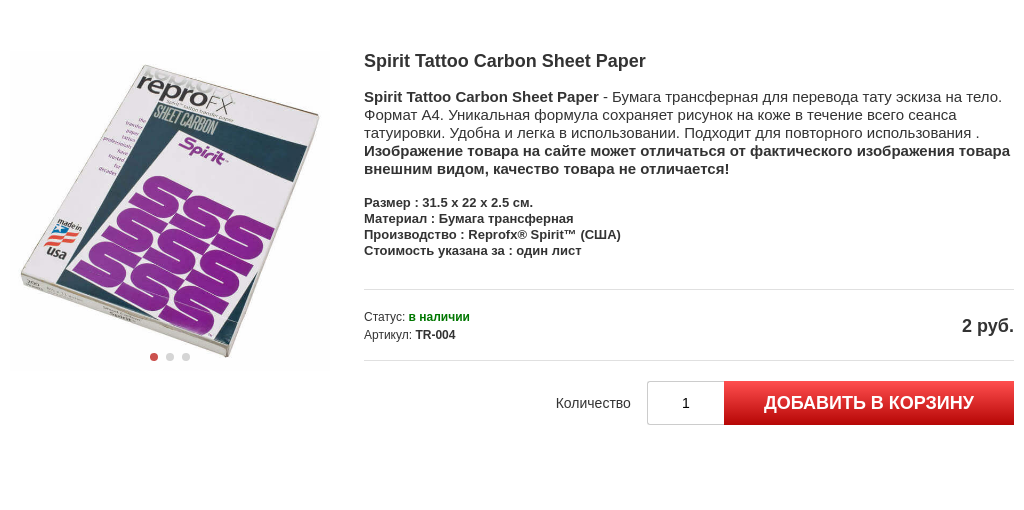 Spirit Tattoo Carbon Sheet Paper
Spirit Tattoo Carbon Sheet Paper - Бумага трансферная для перевода тату эскиза на тело.
Формат А4. Уникальная формула сохраняет рисунок на коже в течение всего сеанса
татуировки. Удобна и легка в использовании. Подходит для повторного использования .
Изображение товара на сайте может отличаться от фактического изображения товара
внешним видом, качество товара не отличается!
Размер : 31.5 x 22 x 2.5 см.
Материал : Бумага трансферная
Производство : Reprofx® Spirit™ (США)
Стоимость указана за : один лист
Статус: в наличии
Артикул: TR-004
2 руб.
Количество
1
ДОБАВИТЬ В КОРЗИНУ
reproFX
SHEET CARBON
Spirit™
made in
usa